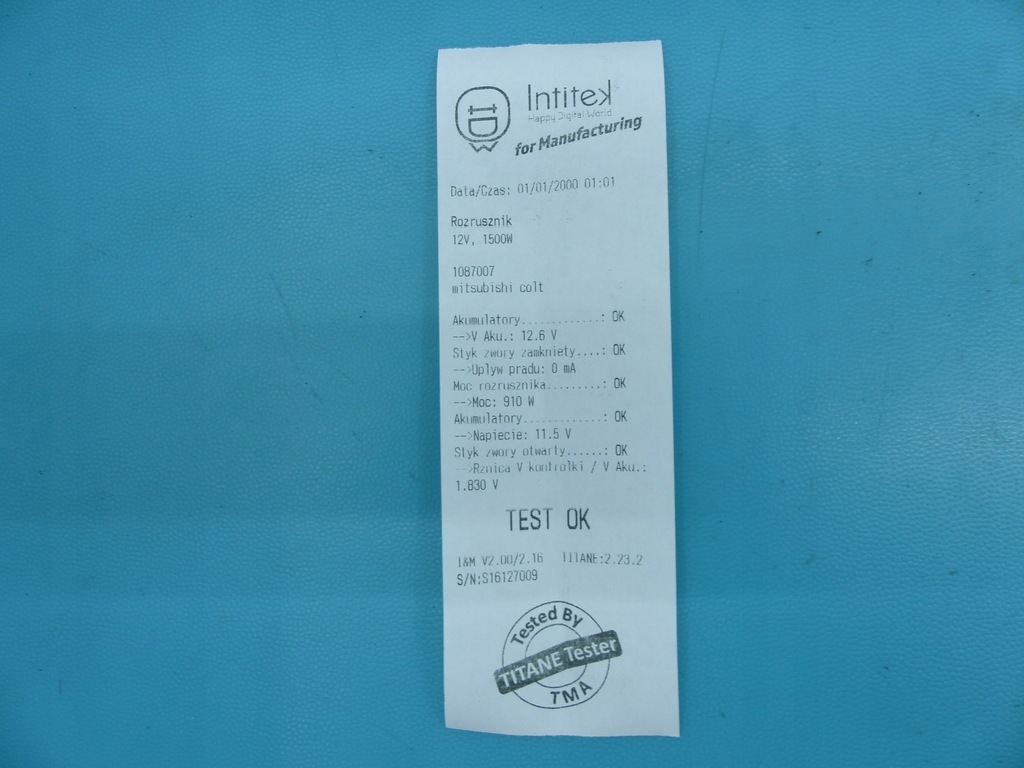 Intitek
Happy Digital World
for Manufacturing
Data/Czas: 01/01/2000 01:01
Rozrusznik
12V, 1500W
1087007
mitsubishi colt
Akumulatory.............: OK
-->V Aku.: 12.6 V
Styk zwory zamkniety....: OK
-->Uplyw pradu: 0 mA
Moc rozrusznika.........: OK
-->Moc: 910 W
Akumulatory.............: OK
-->Napiecie: 11.5 V
Styk zwory otwarty......: OK
-->Rznica V kontrolki / V Aku.:
1.830 V
TEST OK
I&M V2.00/2.16 TITANE:2.23.2
S/N:S16127009
Tested By
TITANE Tester
TMA